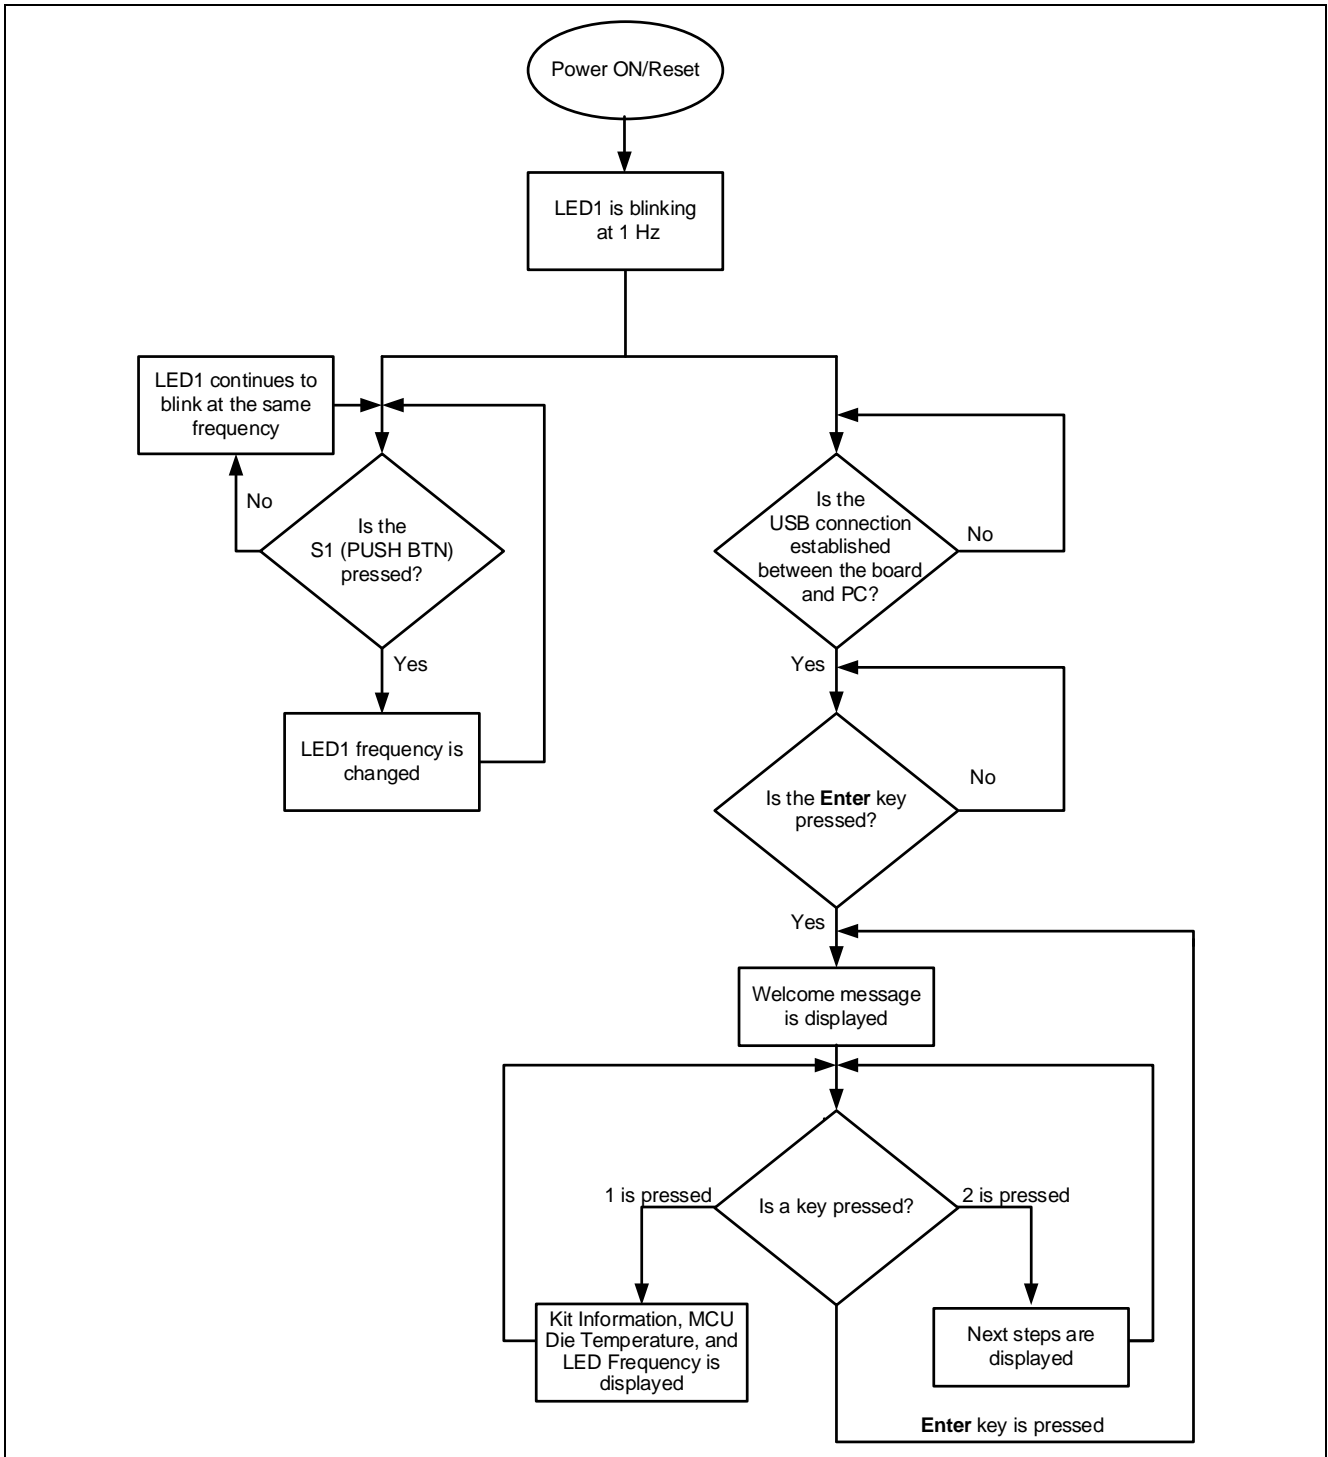 Power ON/Reset
LED1 is blinking
at 1 Hz
LED1 continues to
blink at the same
frequency
No
Is the
S1 (PUSH BTN)
pressed?
Yes
LED1 frequency is
changed
Is the
USB connection
established
between the board
and PC?
No
Yes
Is the Enter key
pressed?
No
Yes
Welcome message
is displayed
1 is pressed
Is a key pressed?
2 is pressed
Kit Information, MCU
Die Temperature, and
LED Frequency is
displayed
Next steps are
displayed
Enter key is pressed